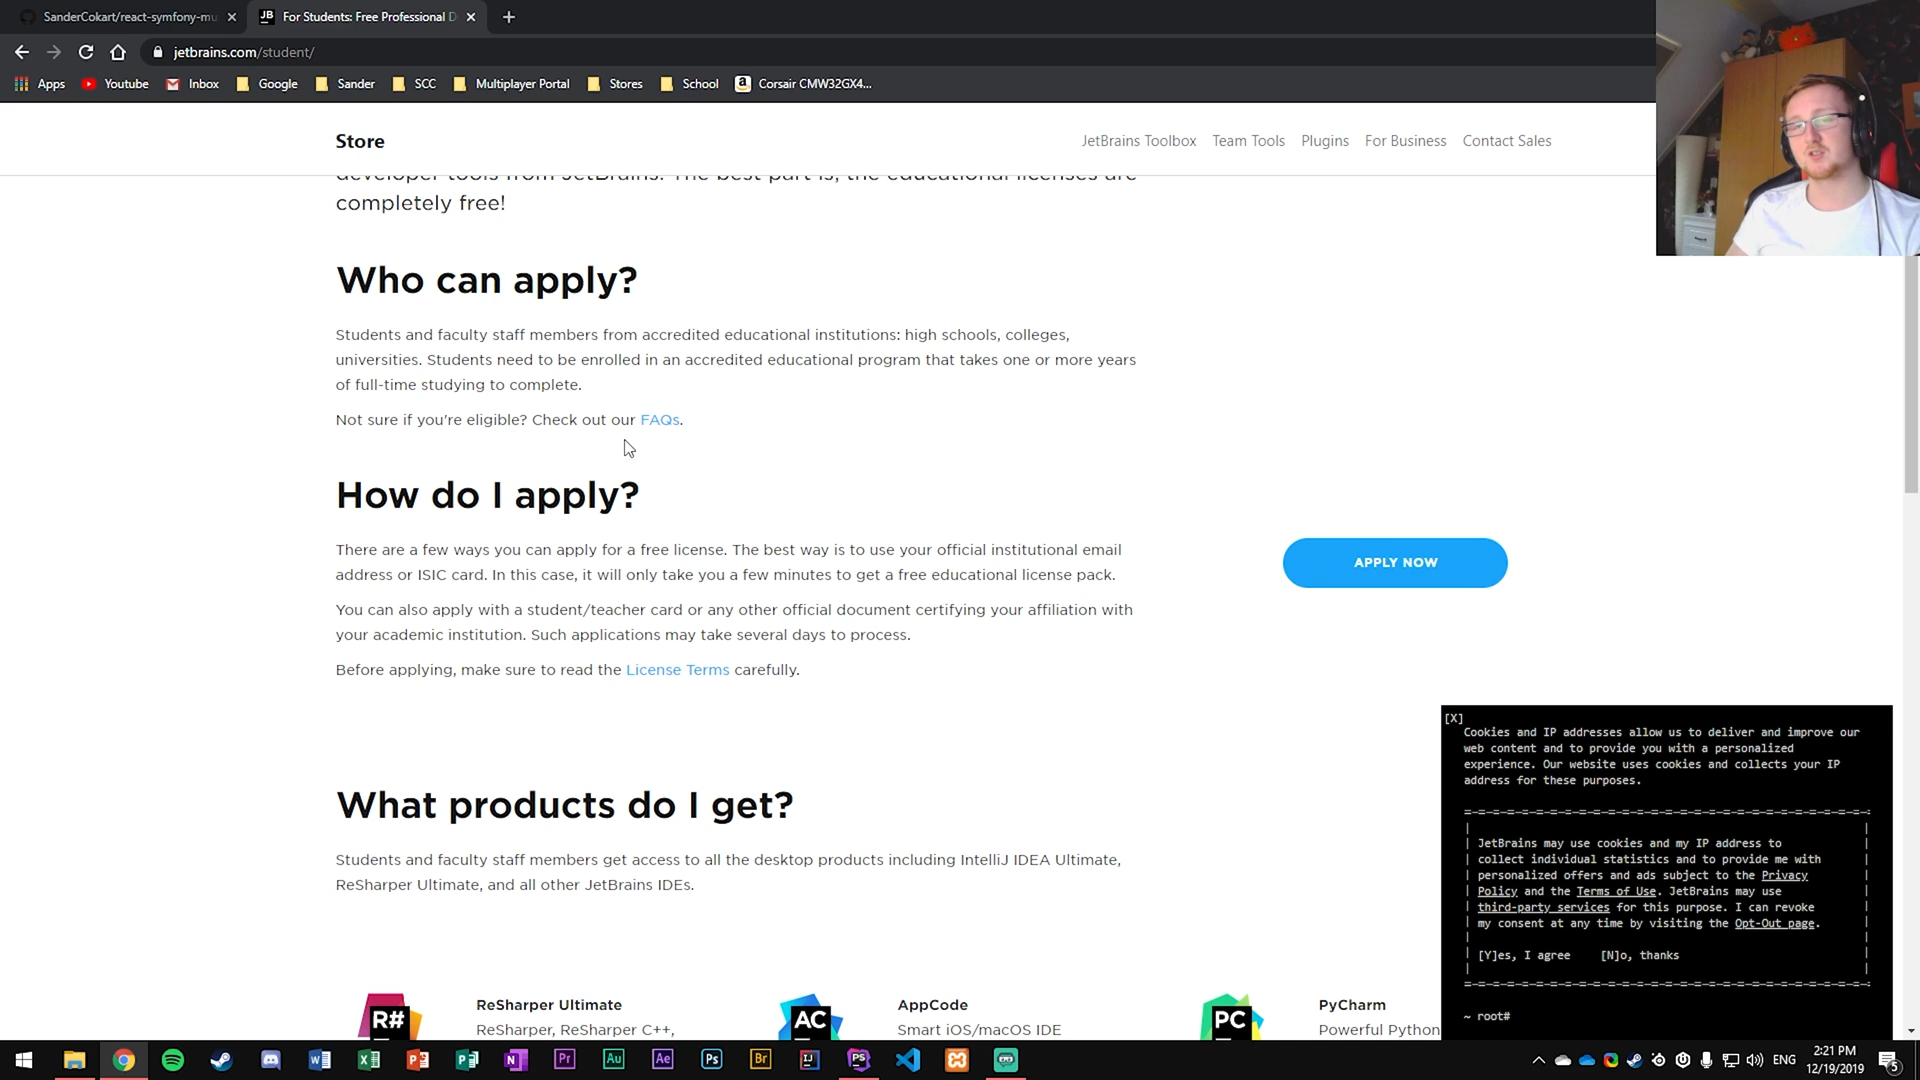 SanderCokart/react-symfony-mu
For Students: Free Professional D
jetbrains.com/student/
Apps
Youtube
Inbox
Google
Sander
SCC
Multiplayer Portal
Stores
School
Corsair CMW32GX4...
Store
JetBrains Toolbox
Team Tools
Plugins
For Business
Contact Sales
developer tools from JetBrains. The best part is, the educational licenses are
completely free!
Who can apply?
Students and faculty staff members from accredited educational institutions: high schools, colleges,
universities. Students need to be enrolled in an accredited educational program that takes one or more years
of full-time studying to complete.
Not sure if you're eligible? Check out our FAQs.
How do I apply?
There are a few ways you can apply for a free license. The best way is to use your official institutional email
address or ISIC card. In this case, it will only take you a few minutes to get a free educational license pack.
APPLY NOW
You can also apply with a student/teacher card or any other official document certifying your affiliation with
your academic institution. Such applications may take several days to process.
Before applying, make sure to read the License Terms carefully.
What products do I get?
Students and faculty staff members get access to all the desktop products including IntelliJ IDEA Ultimate,
ReSharper Ultimate, and all other JetBrains IDEs.
R#
ReSharper Ultimate
ReSharper, ReSharper C++,
AC
AppCode
Smart iOS/macOS IDE
PC
PyCharm
Powerful Python
[X]
Cookies and IP addresses allow us to deliver and improve our
web content and to provide you with a personalized
experience. Our website uses cookies and collects your IP
address for these purposes.
JetBrains may use cookies and my IP address to
collect individual statistics and to provide me with
personalized offers and ads subject to the Privacy
Policy and the Terms of Use. JetBrains may use
third-party services for this purpose. I can revoke
my consent at any time by visiting the Opt-Out page.
[Y]es, I agree [N]o, thanks
~ root#
ENG
2:21 PM
12/19/2019
5